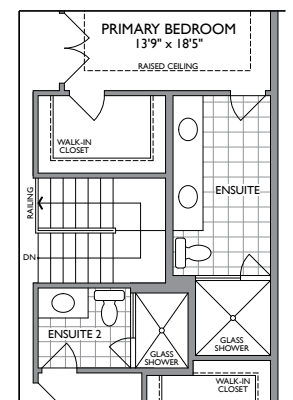 PRIMARY BEDROOM
13'9" x 18'5"
RAISED CEILING
WALK-IN
CLOSET
ENSUITE
RAILING
DN
ENSUITE 2
GLASS
SHOWER
GLASS
SHOWER
WALK-IN
CLOSET